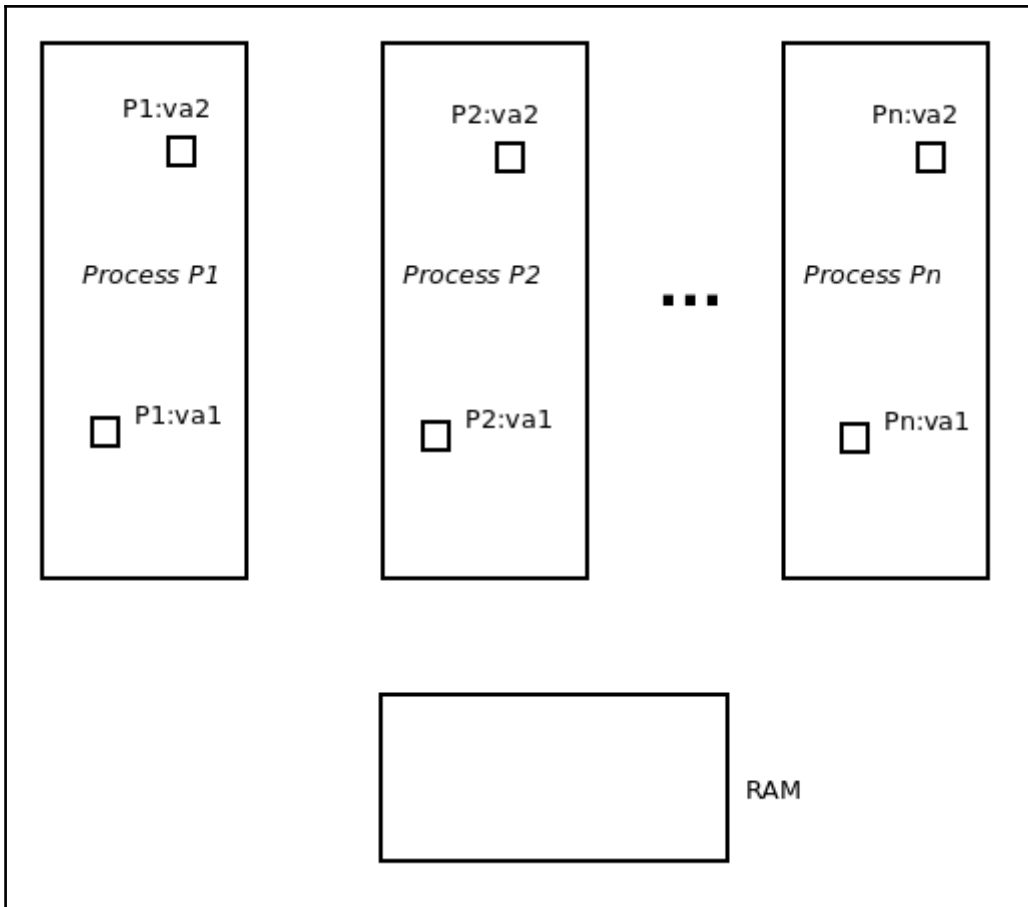 P1:va2
P2:va2
Pn:va2
Process P1
Process P2
...
Process Pn
P1:va1
P2:va1
Pn:va1
RAM